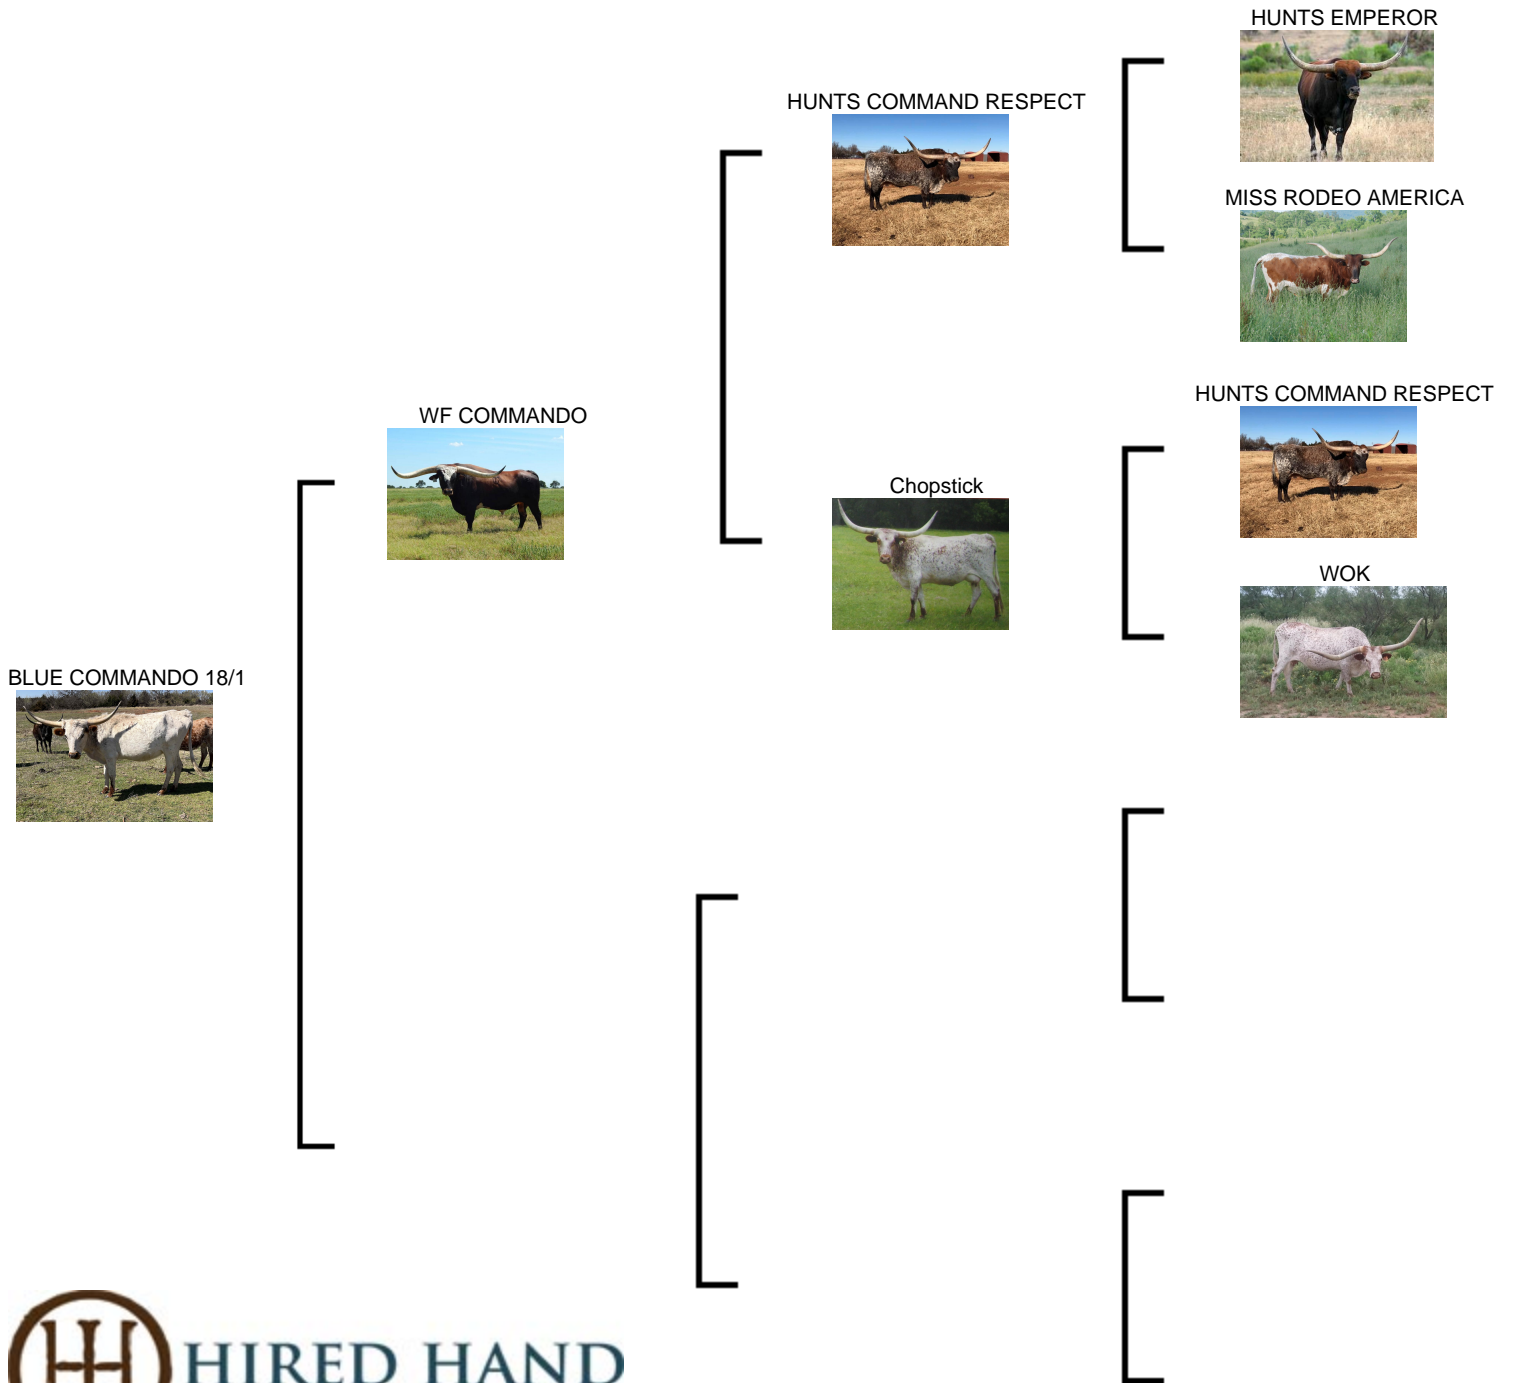 HUNTS EMPEROR
HUNTS COMMAND RESPECT
MISS RODEO AMERICA
HUNTS COMMAND RESPECT
WF COMMANDO
Chopstick
WOK
BLUE COMMANDO 18/1
HIRED HAND